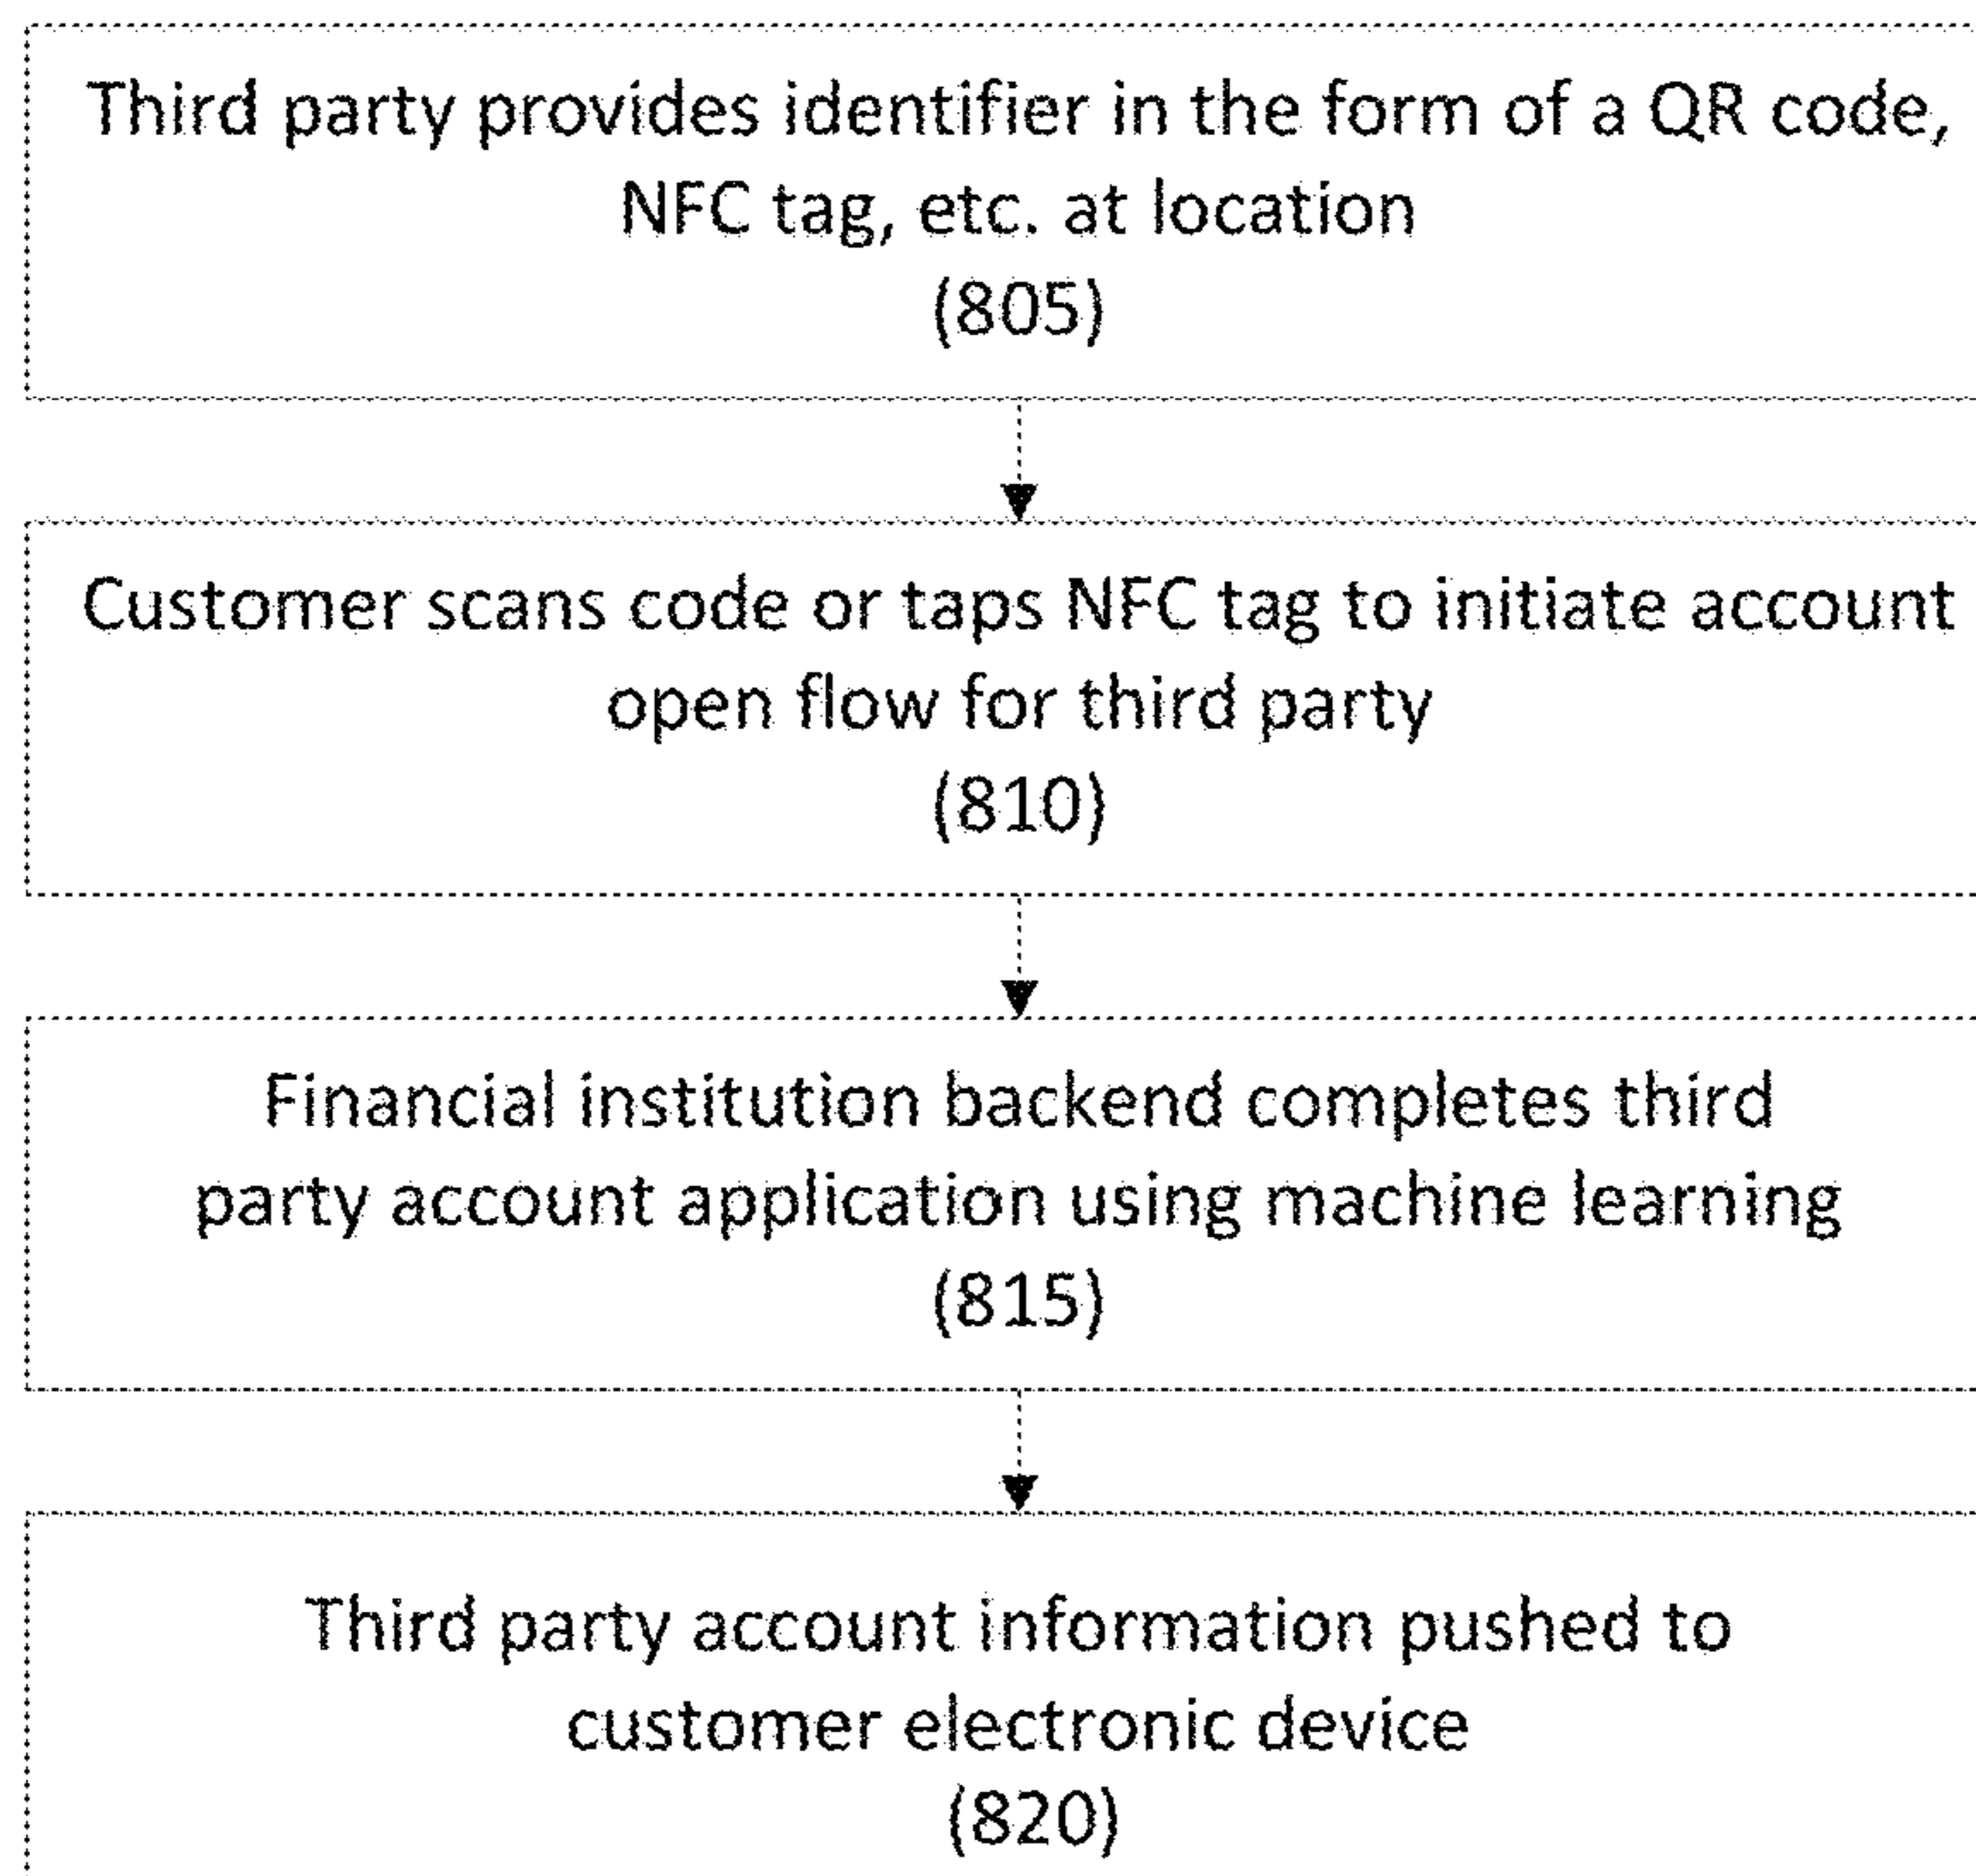 Third party provides identifier in the form of a QR code,
NFC tag, etc. at location
(805)
Customer scans code or taps NFC tag to initiate account
open flow for third party
(810)
Financial institution backend completes third
party account application using machine learning
(815)
Third party account information pushed to
customer electronic device
(820)